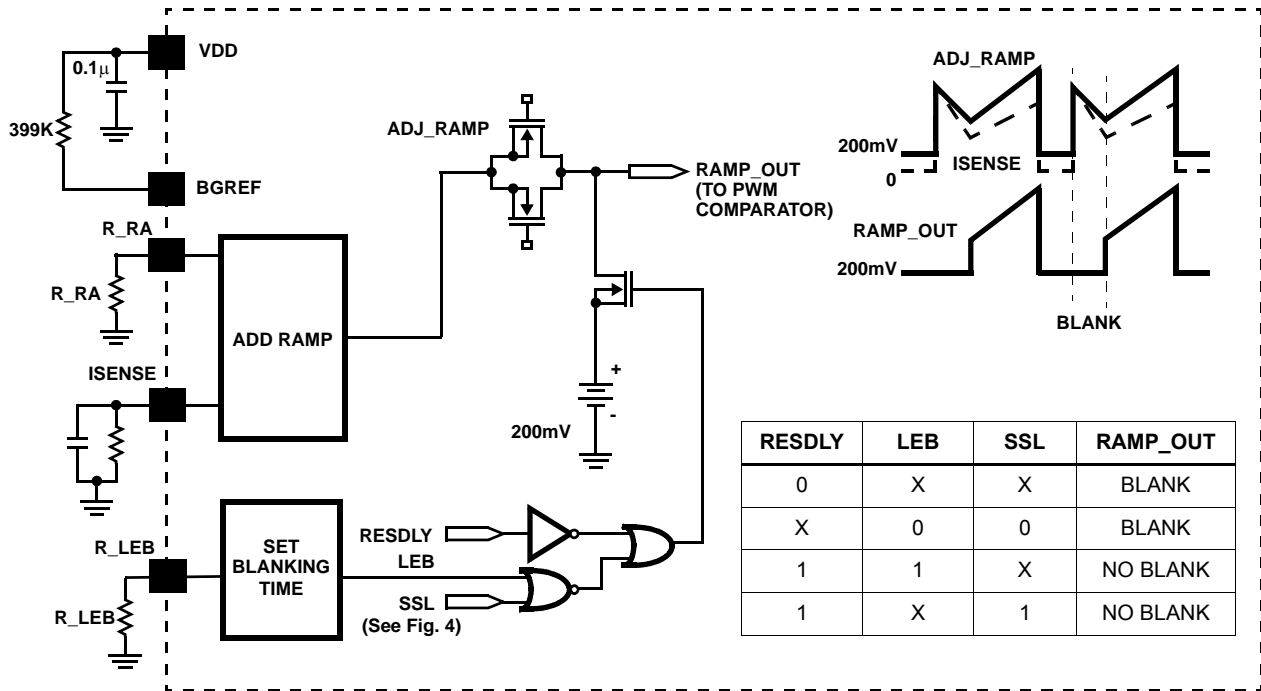 VDD
0.1µ
399K
BGREF
R_RA
R_RA
ADD RAMP
ISENSE
ADJ_RAMP
RAMP_OUT
(TO PWM
COMPARATOR)
+
-
200mV
R_LEB
R_LEB
SET
BLANKING
TIME
RESDLY
LEB
SSL
(See Fig. 4)
ADJ_RAMP
200mV
ISENSE
0
RAMP_OUT
200mV
BLANK
RESDLY LEB SSL RAMP_OUT
0 X X BLANK
X 0 0 BLANK
1 1 X NO BLANK
1 X 1 NO BLANK